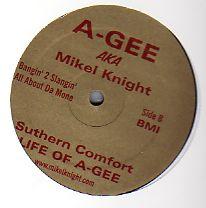 A-GEE
AKA
Mikel Knight
Bangin' 2 Slangin'
All About Da Mone
Side B
BMI
Suthern Comfort
LIFE OF A-GEE
www.mikelknight.com